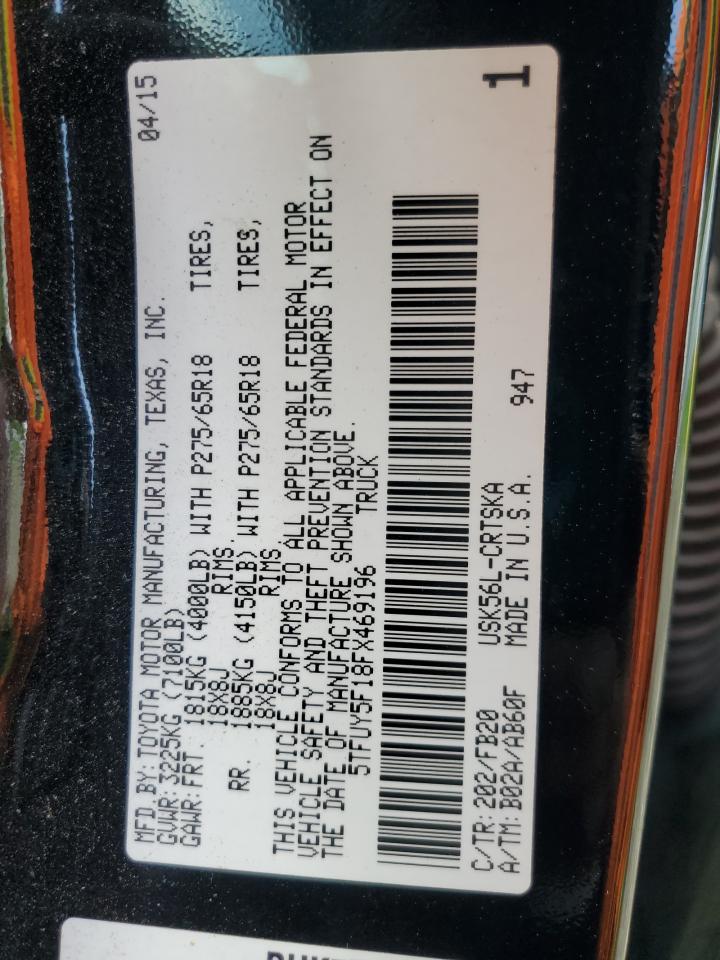 MFD.BY:TOYOTA MOTOR MANUFACTURING, TEXAS, INC. 04/15
GVWR:3225KG (7100LB)
GAWR:FRT. 1815KG (4000LB) WITH P275/65R18 TIRES,
18X8J RIMS.
RR. 1885KG (4150LB) WITH P275/65R18 TIRES,
18X8J RIMS
THIS VEHICLE CONFORMS TO ALL APPLICABLE FEDERAL MOTOR
VEHICLE SAFETY AND THEFT PREVENTION STANDARDS IN EFFECT ON
THE DATE OF MANUFACTURE SHOWN ABOVE.
5TFUY5F18FX469196 TRUCK
C/TR:202/FB20 USK56L-CRTSKA
A/TM:B02A/AB60F MADE IN U.S.A. 947 1